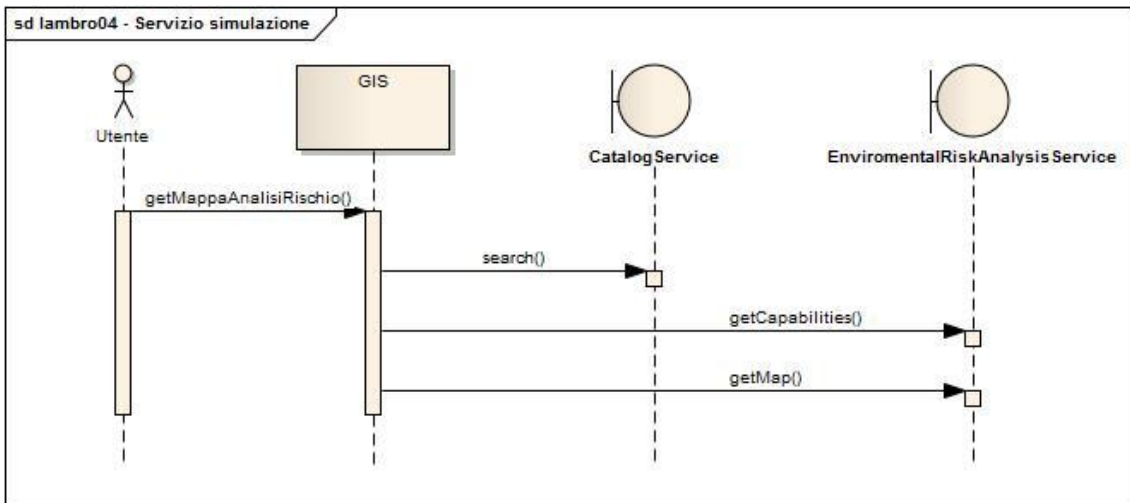 sd lambro04 - Servizio simulazione
Utente
GIS
CatalogService
EnviromentalRiskAnalysisService
getMappaAnalisiRischio()
search()
getCapabilities()
getMap()